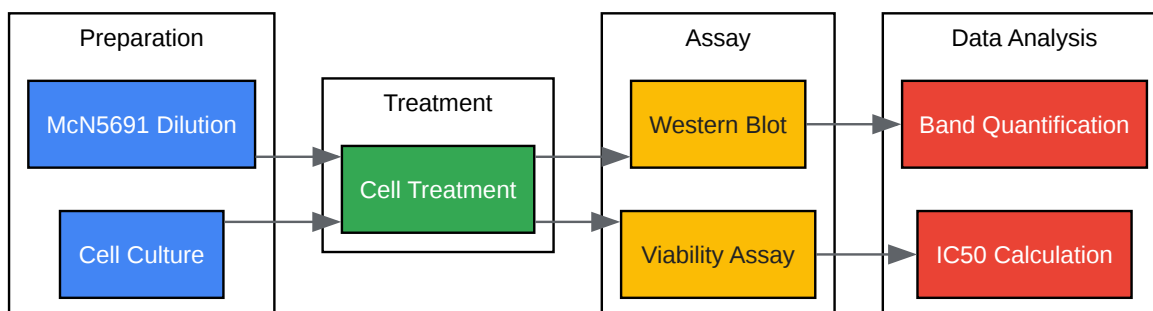 Preparation
McN5691 Dilution
Cell Culture
Treatment
Cell Treatment
Assay
Western Blot
Viability Assay
Data Analysis
Band Quantification
IC50 Calculation